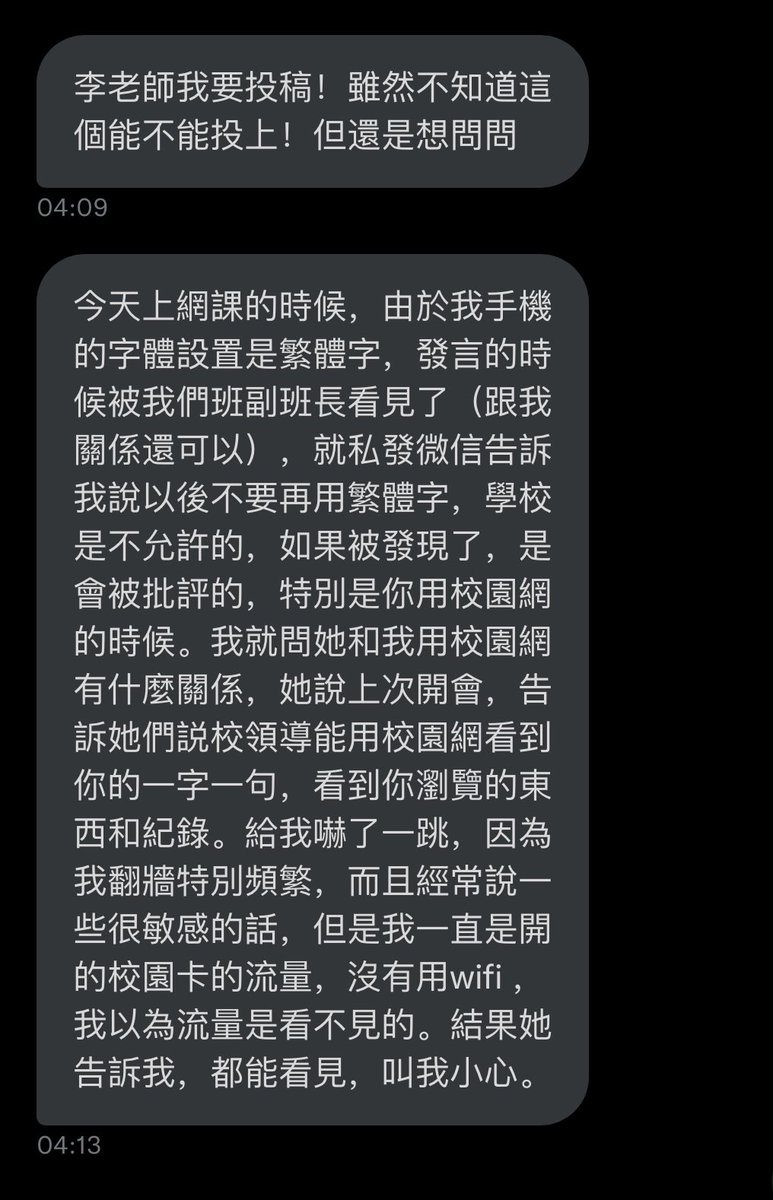 李老師我要投稿！雖然不知道這
個能不能投上！但還是想問問
04:09
今天上網課的時候，由於我手機
的字體設置是繁體字，發言的時
候被我們班副班長看見了（跟我
關係還可以），就私發微信告訴
我說以後不要再用繁體字，學校
是不允許的，如果被發現了，是
會被批評的，特別是你用校園網
的時候。我就問她和我用校園網
有什麼關係，她說上次開會，告
訴她們説校領導能用校園網看到
你的一字一句，看到你瀏覽的東
西和紀錄。給我嚇了一跳，因為
我翻牆特別頻繁，而且經常說一
些很敏感的話，但是我一直是開
的校園卡的流量，沒有用wifi，
我以為流量是看不見的。結果她
告訴我，都能看見，叫我小心。
04:13